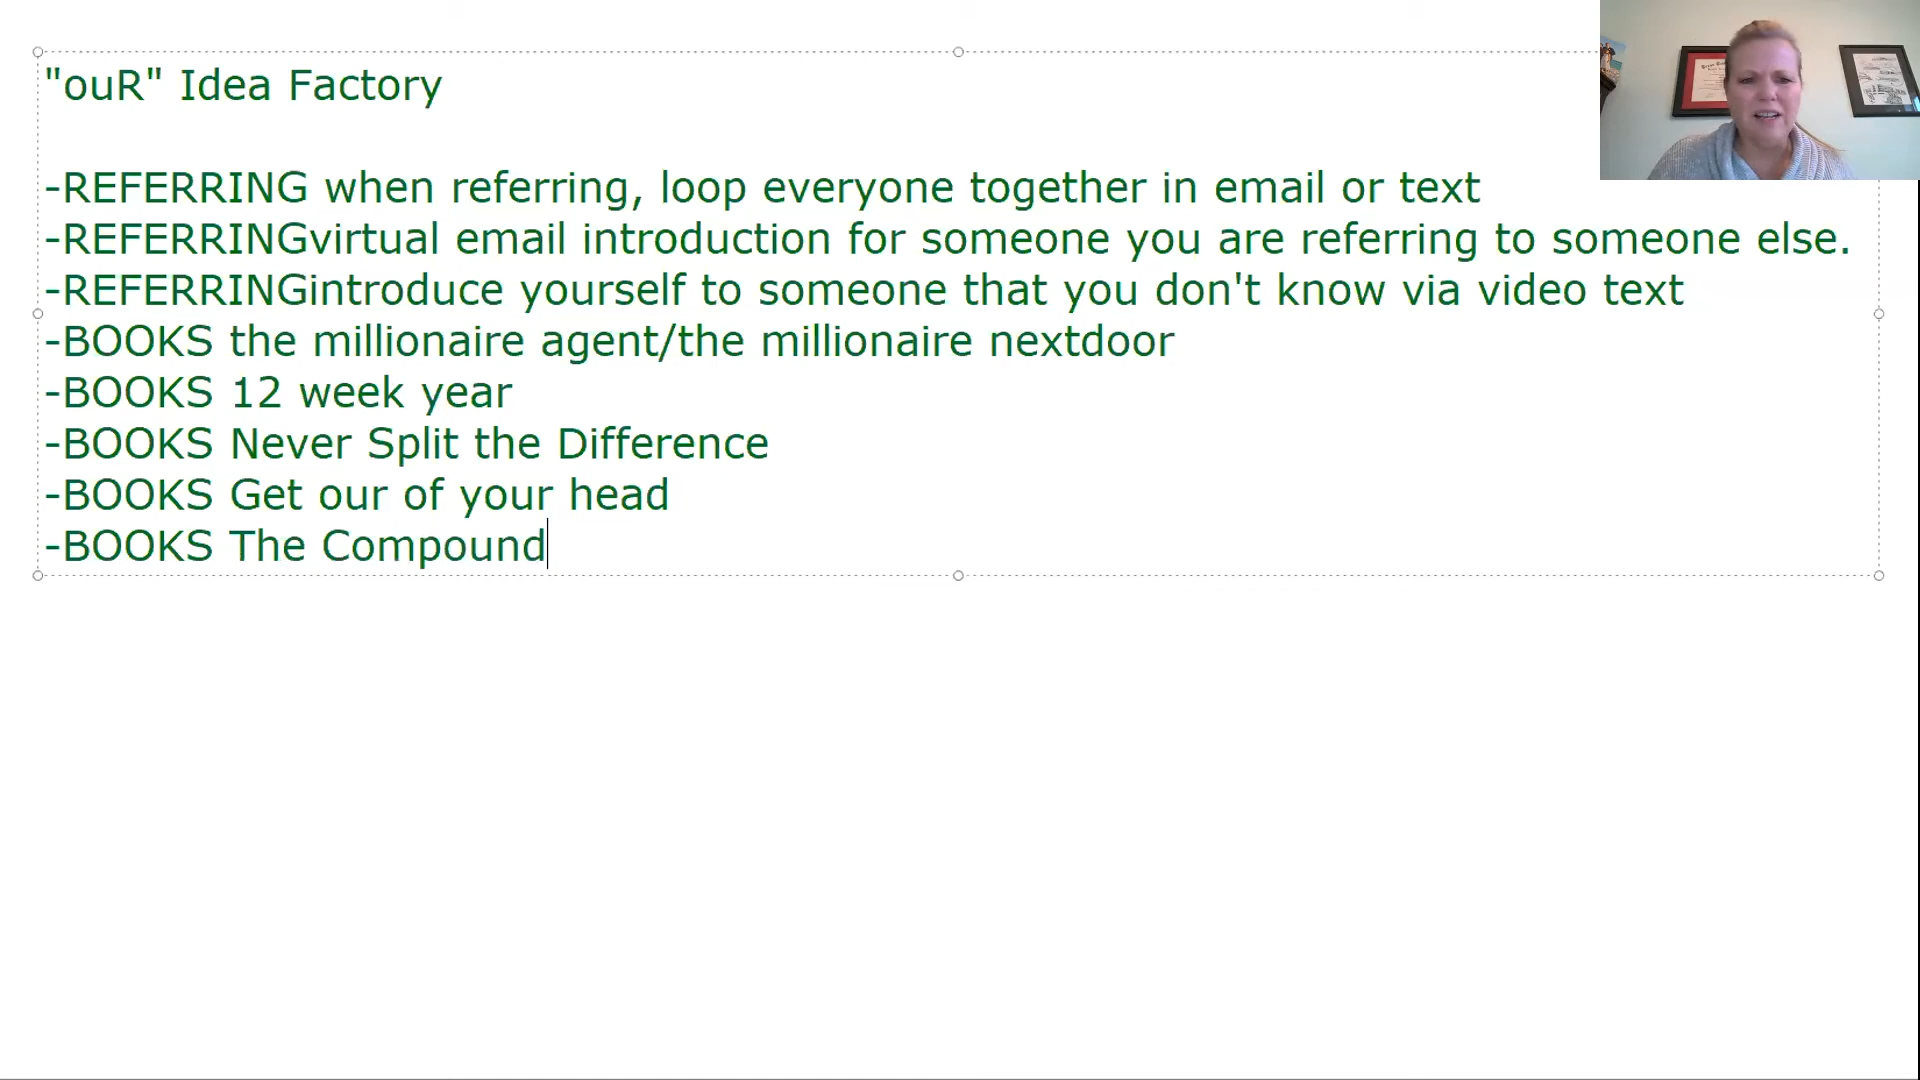 "ouR" Idea Factory
-REFERRING when referring, loop everyone together in email or text
-REFERRINGvirtual email introduction for someone you are referring to someone else.
-REFERRINGintroduce yourself to someone that you don't know via video text
-BOOKS the millionaire agent/the millionaire nextdoor
-BOOKS 12 week year
-BOOKS Never Split the Difference
-BOOKS Get our of your head
-BOOKS The Compound